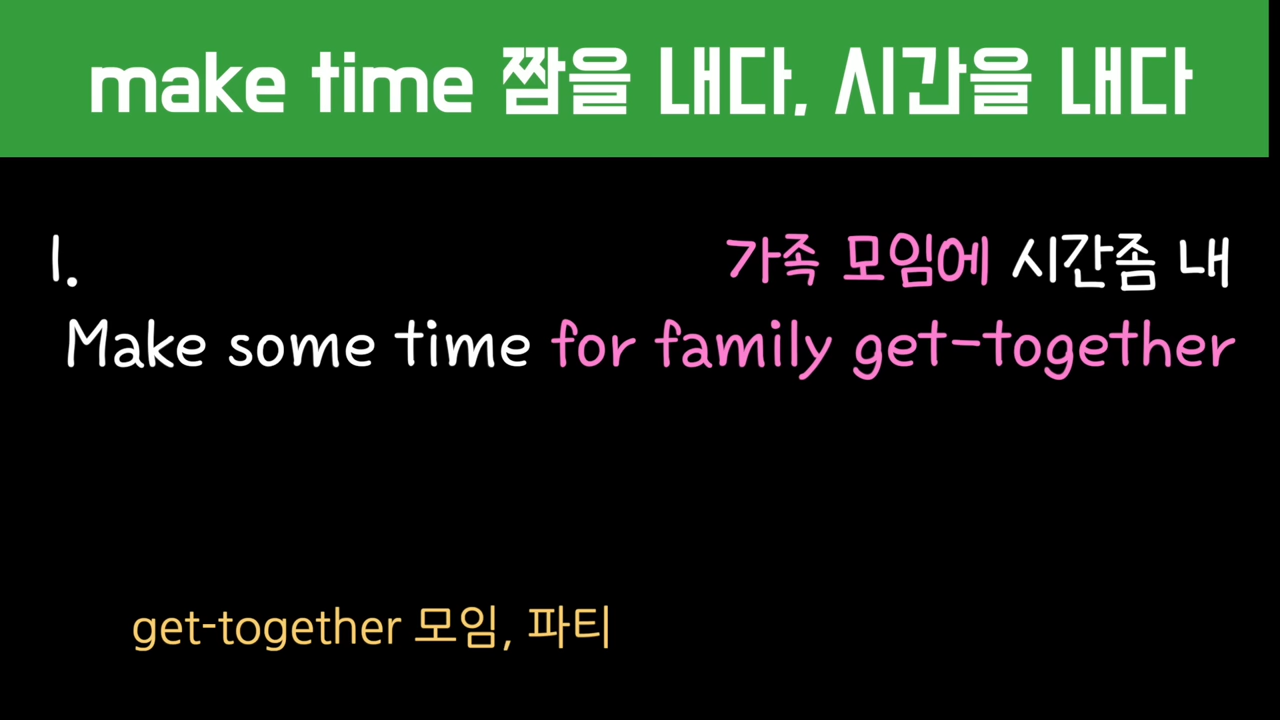 make time 짬을 내다, 시간을 내다
1. 가족 모임에 시간좀 내
Make some time for family get-together
get-together 모임, 파티